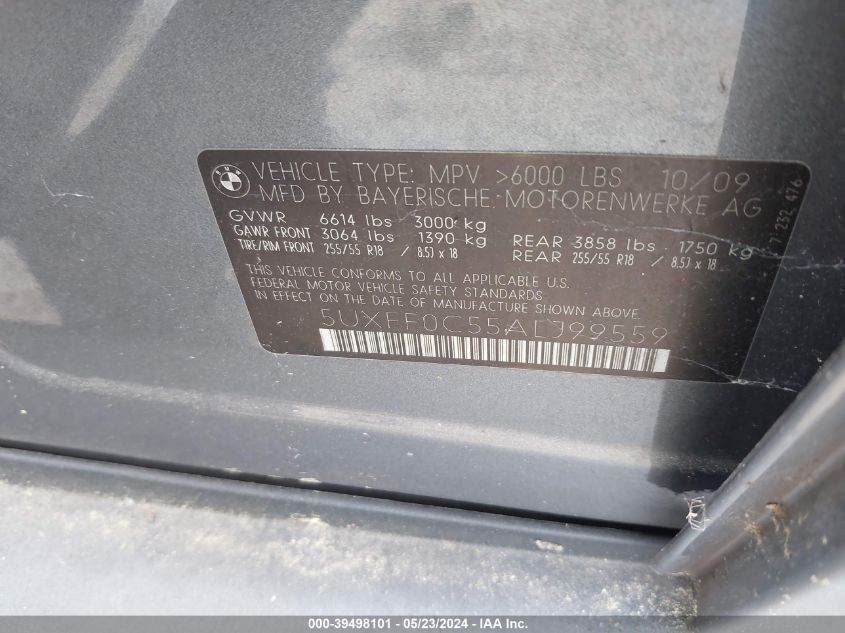 BMW
VEHICLE TYPE: MPV >6000 LBS 10/09
MFD BY BAYERISCHE MOTORENWERKE AG
GVWR 6614 lbs 3000 kg
GAWR FRONT 3064 lbs 1390 kg REAR 3858 lbs 1750 kg
TIRE/RIM FRONT 255/55 R18 / 8.5J x 18 REAR 255/55 R18 / 8.5J x 18
THIS VEHICLE CONFORMS TO ALL APPLICABLE U.S.
FEDERAL MOTOR VEHICLE SAFETY STANDARDS
IN EFFECT ON THE DATE OF MANUFACTURE SHOWN ABOVE.
5UXFF0C55ALJ99559
7 232 476
000-39498101 - 05/23/2024 - IAA Inc.